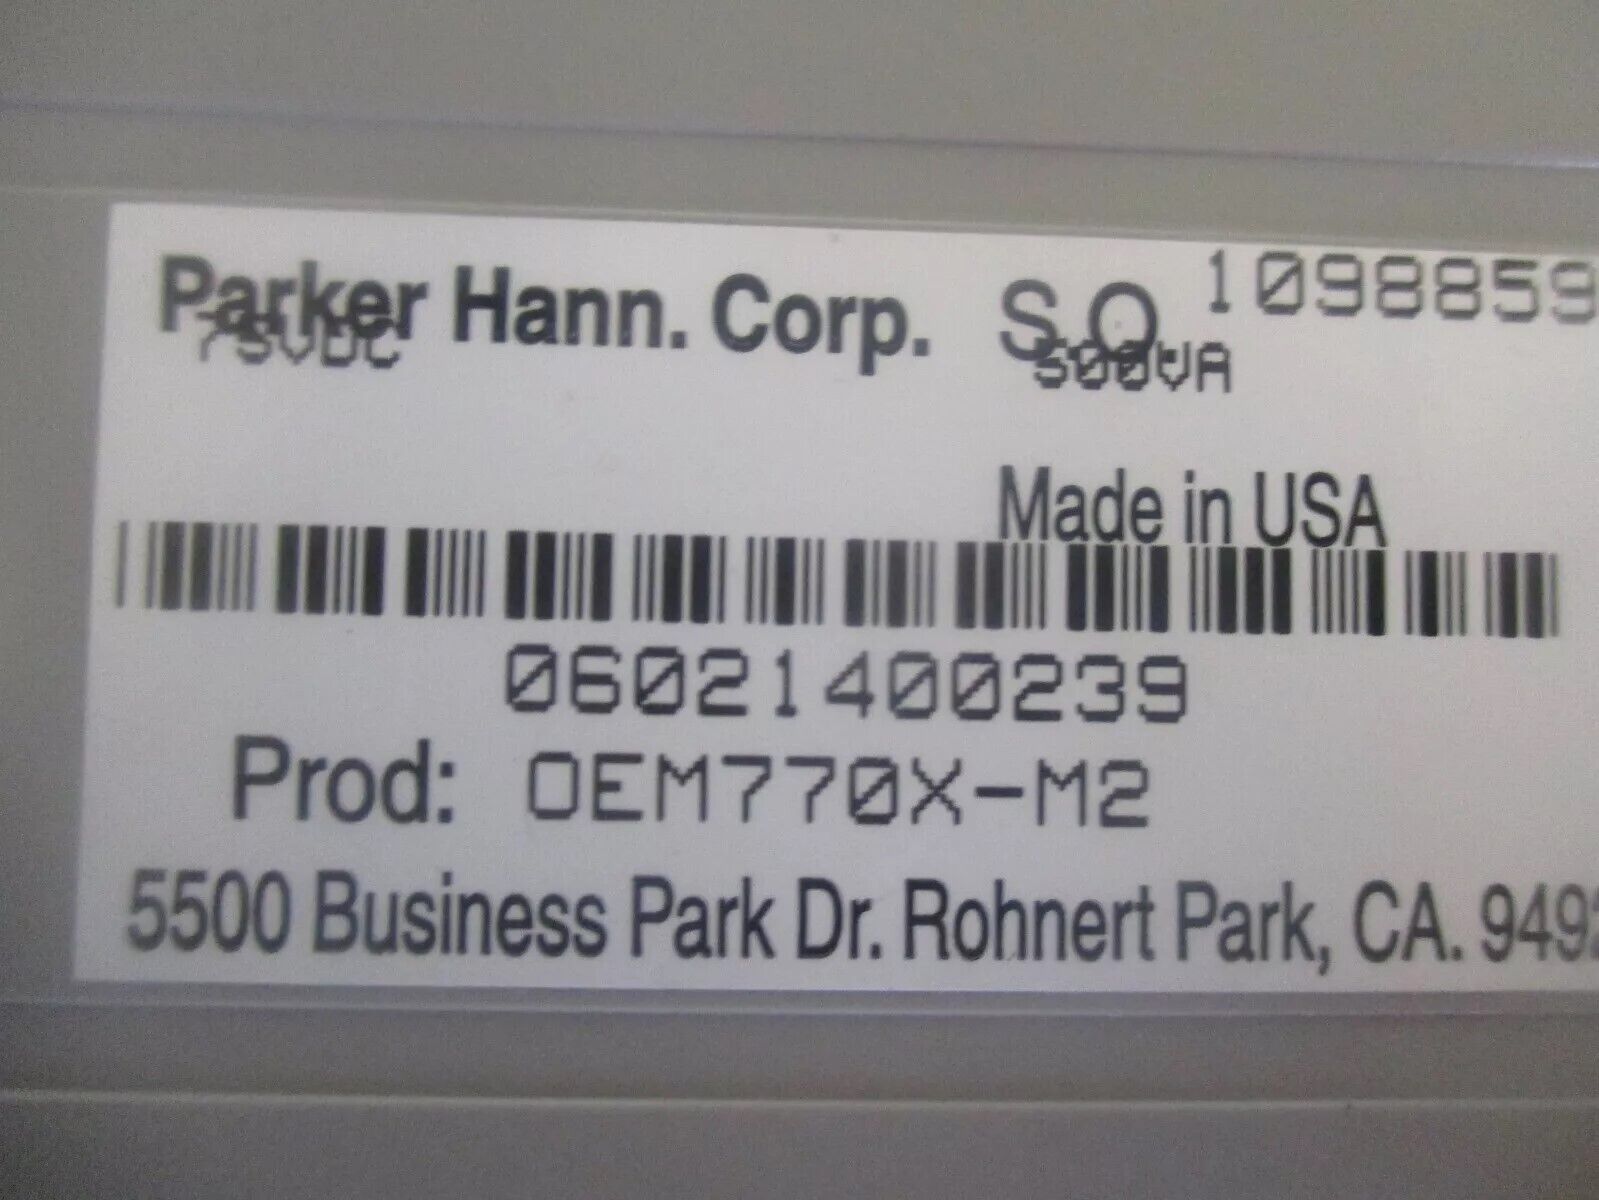 Parker Hann. Corp. S.O. 1098859
75VDC 500VA
Made in USA
06021400239
Prod: OEM770X-M2
5500 Business Park Dr. Rohnert Park, CA. 949